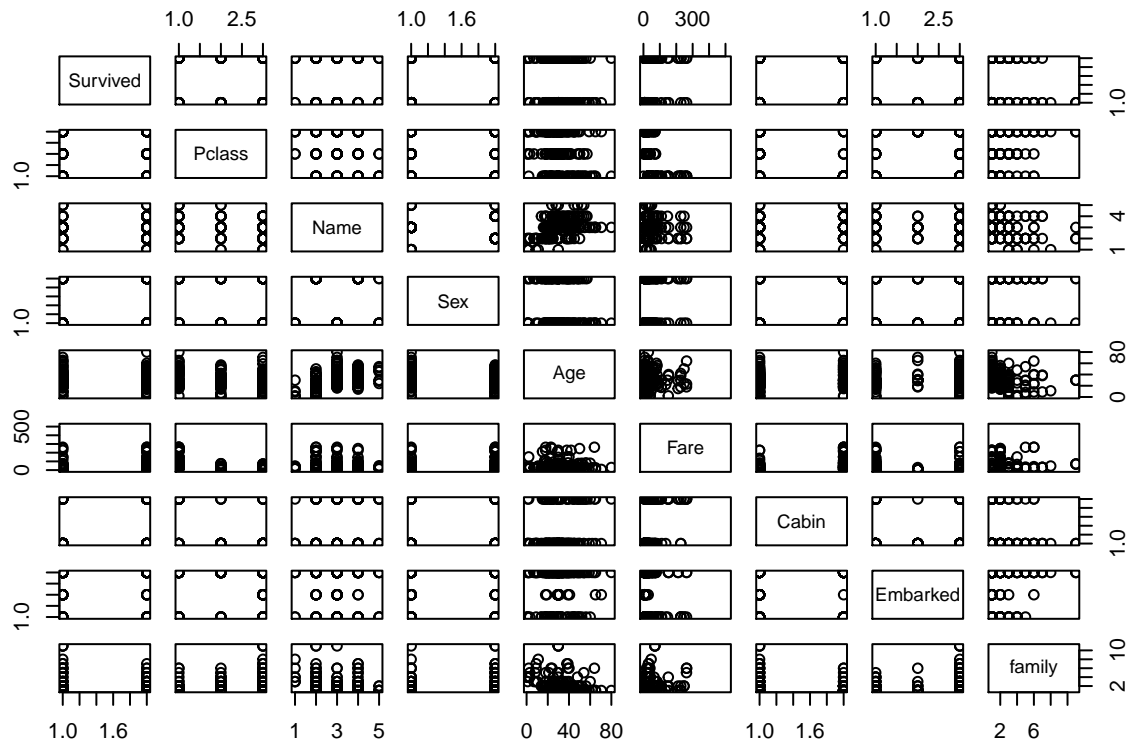 1.0 2.5 1.0 1.6 0 300 1.0 2.5
Survived 1.0
1.0 Pclass
Name 1 4
1.0 Sex
Age 0 80
0 500 Fare
Cabin 1.0
1.0 Embarked
family 2 10
1.0 1.6 1 3 5 0 40 80 1.0 1.6 2 6